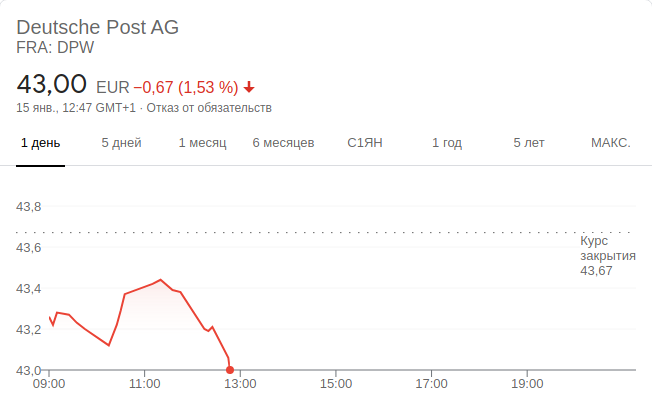 Deutsche Post AG
FRA: DPW
43,00 EUR −0,67 (1,53 %)
15 янв., 12:47 GMT+1 · Отказ от обязательств
1 день 5 дней 1 месяц 6 месяцев С1ЯН 1 год 5 лет МАКС.
43,8
Курс
закрытия
43,67
43,6
43,4
43,2
43,0
09:00 11:00 13:00 15:00 17:00 19:00